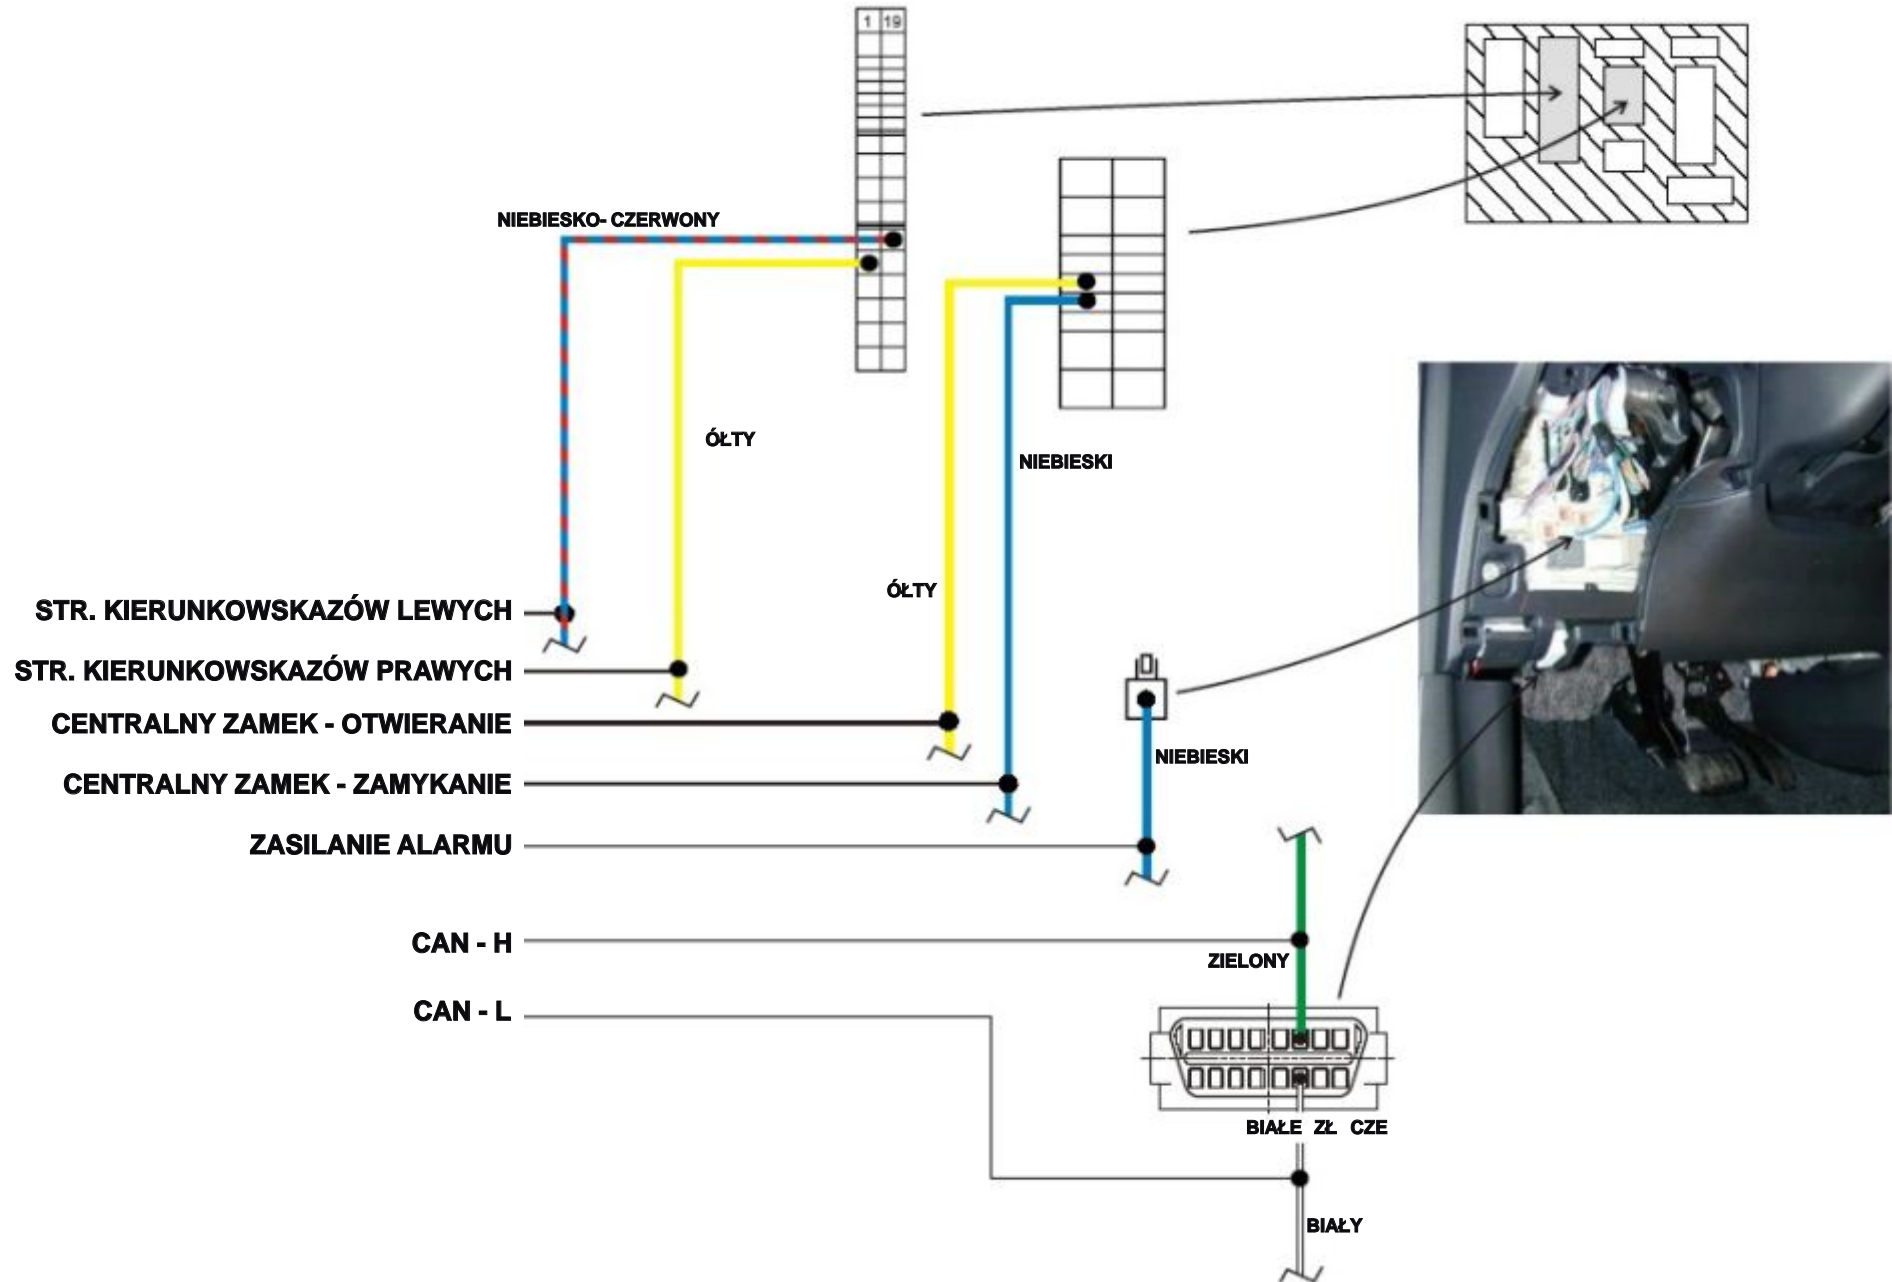 1 19
NIEBIESKO- CZERWONY
ÓŁTY
NIEBIESKI
ÓŁTY
STR. KIERUNKOWSKAZÓW LEWYCH
STR. KIERUNKOWSKAZÓW PRAWYCH
CENTRALNY ZAMEK - OTWIERANIE
NIEBIESKI
CENTRALNY ZAMEK - ZAMYKANIE
ZASILANIE ALARMU
CAN - H
ZIELONY
CAN - L
BIAŁE ZŁ CZE
BIAŁY